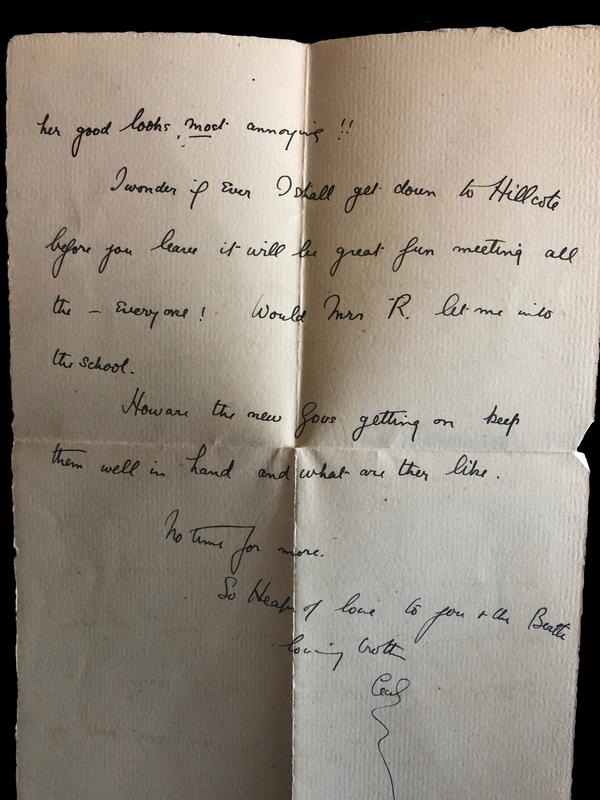 her good looks, most annoying !!
I wonder if Ever I shall get down to Hillcote
before you leave it will be great fun meeting all
the – Everyone! Would Mrs R. let me into
the school.
How are the new Govs getting on keep
them well in hand and what are ther like.
No time for more.
So Heaps of love to you & the
loving broth
Cecil